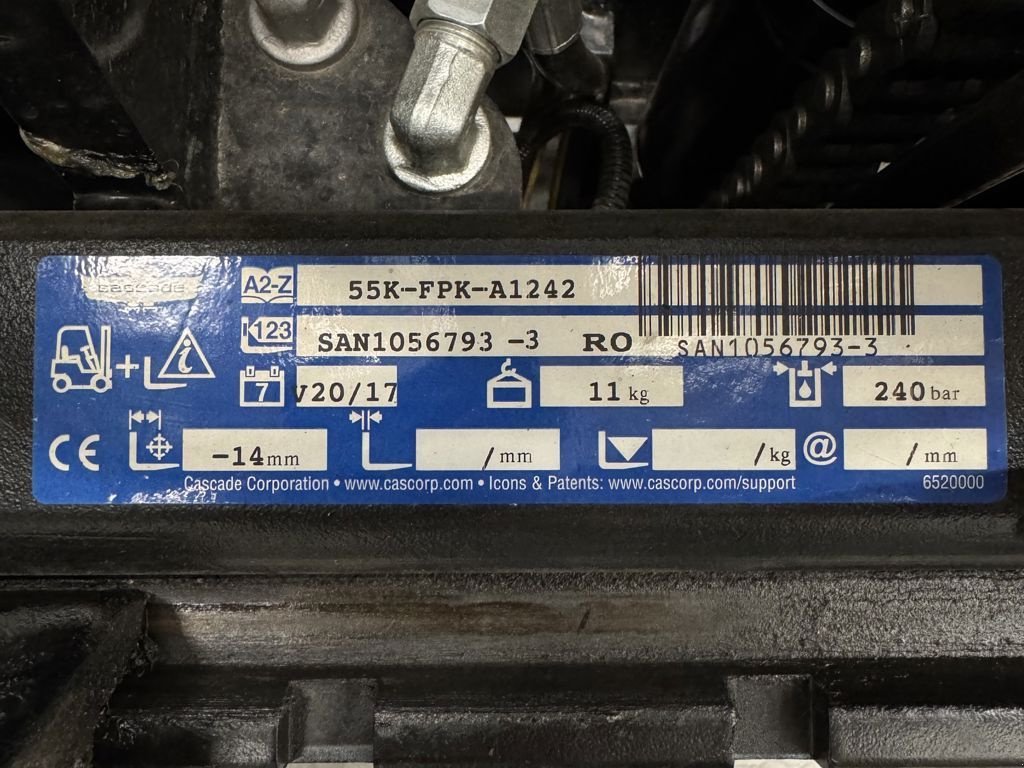 cascade
A2-Z 55K-FPK-A1242
123 SAN1056793 -3 RO SAN1056793-3
7 V20/17 11 kg 240 bar
CE -14 mm / mm / kg @ / mm
Cascade Corporation • www.cascorp.com • Icons & Patents: www.cascorp.com/support 6520000